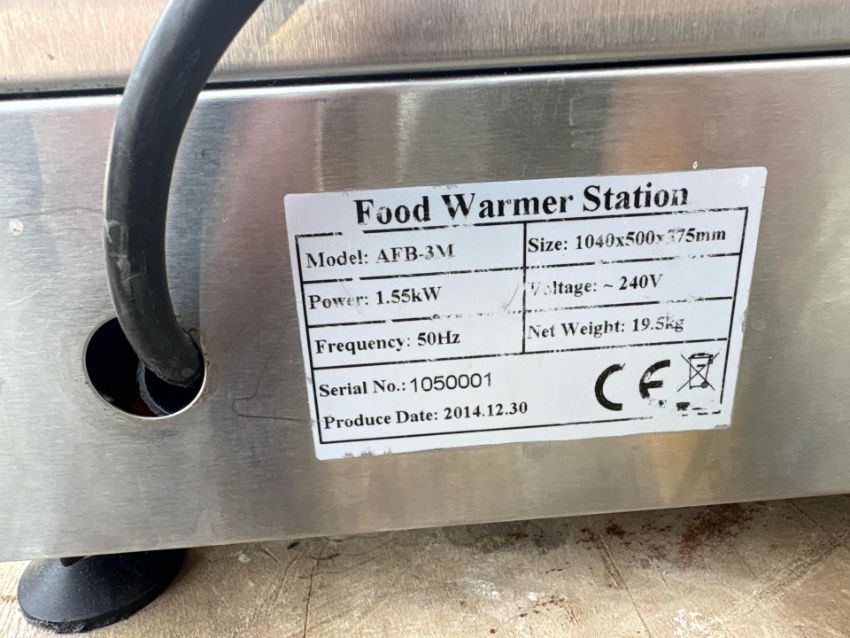 Food Warmer Station
Model: AFB-3M
Size: 1040x500x375mm
Power: 1.55kW
Voltage: ~ 240V
Frequency: 50Hz
Net Weight: 19.5kg
Serial No.: 1050001
Produce Date: 2014.12.30
CE